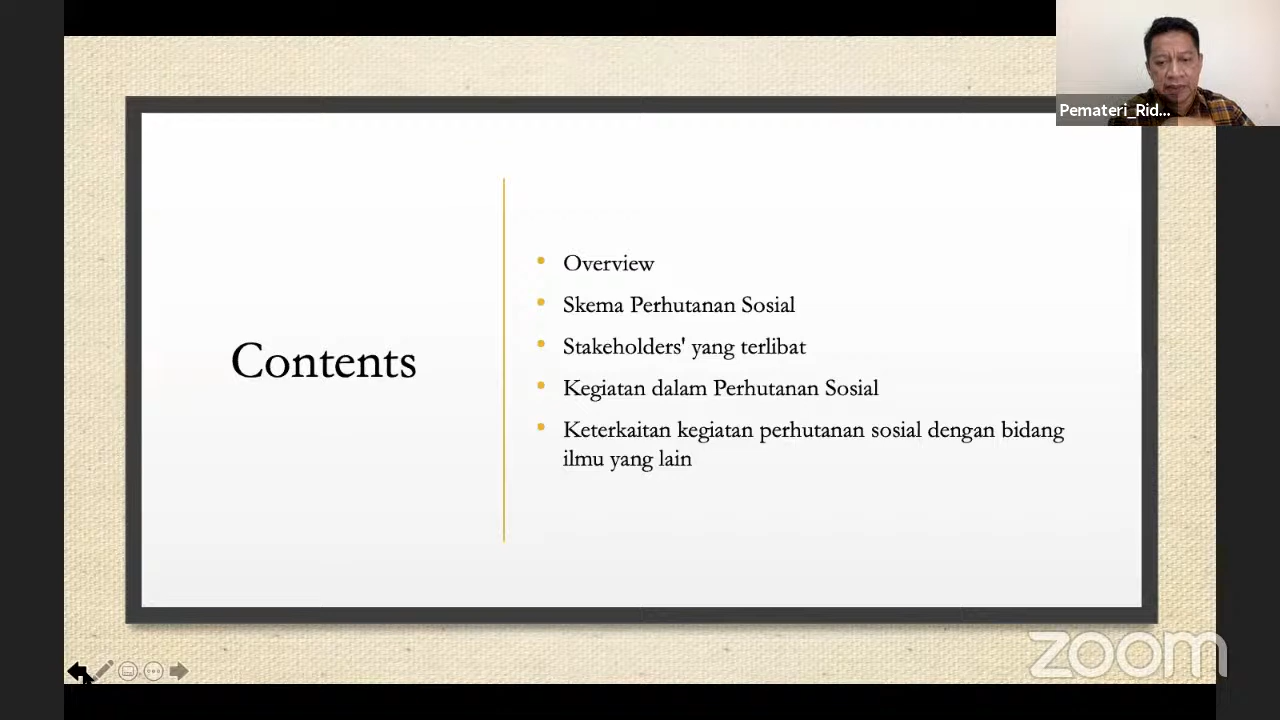 Pemateri_Rid...
Contents
Overview
Skema Perhutanan Sosial
Stakeholders' yang terlibat
Kegiatan dalam Perhutanan Sosial
Keterkaitan kegiatan perhutanan sosial dengan bidang
ilmu yang lain
zoom